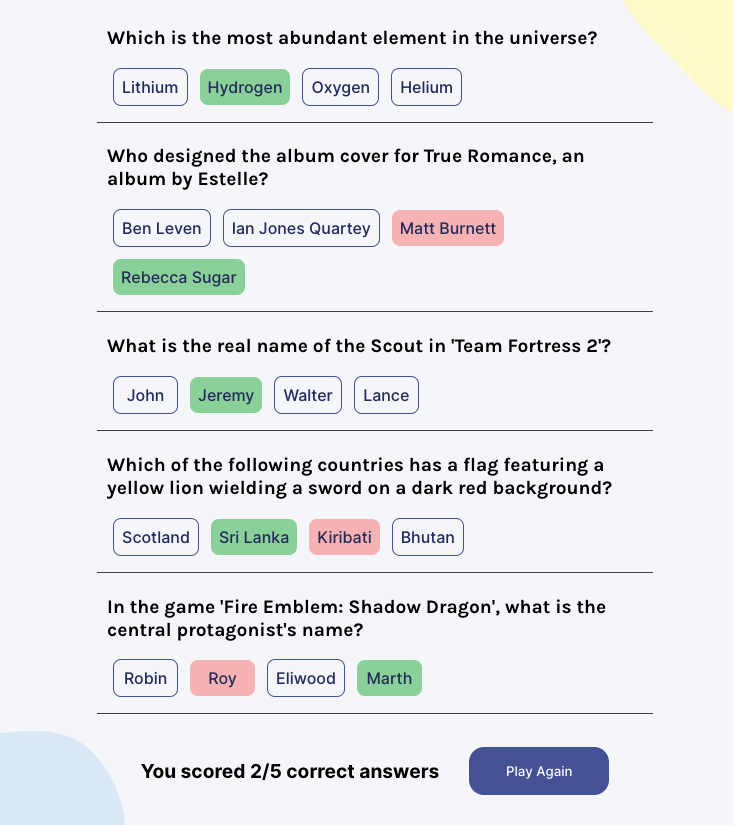 Which is the most abundant element in the universe?
Lithium Hydrogen Oxygen Helium
Who designed the album cover for True Romance, an
album by Estelle?
Ben Leven Ian Jones Quartey Matt Burnett
Rebecca Sugar
What is the real name of the Scout in 'Team Fortress 2'?
John Jeremy Walter Lance
Which of the following countries has a flag featuring a
yellow lion wielding a sword on a dark red background?
Scotland Sri Lanka Kiribati Bhutan
In the game 'Fire Emblem: Shadow Dragon', what is the
central protagonist's name?
Robin Roy Eliwood Marth
You scored 2/5 correct answers Play Again